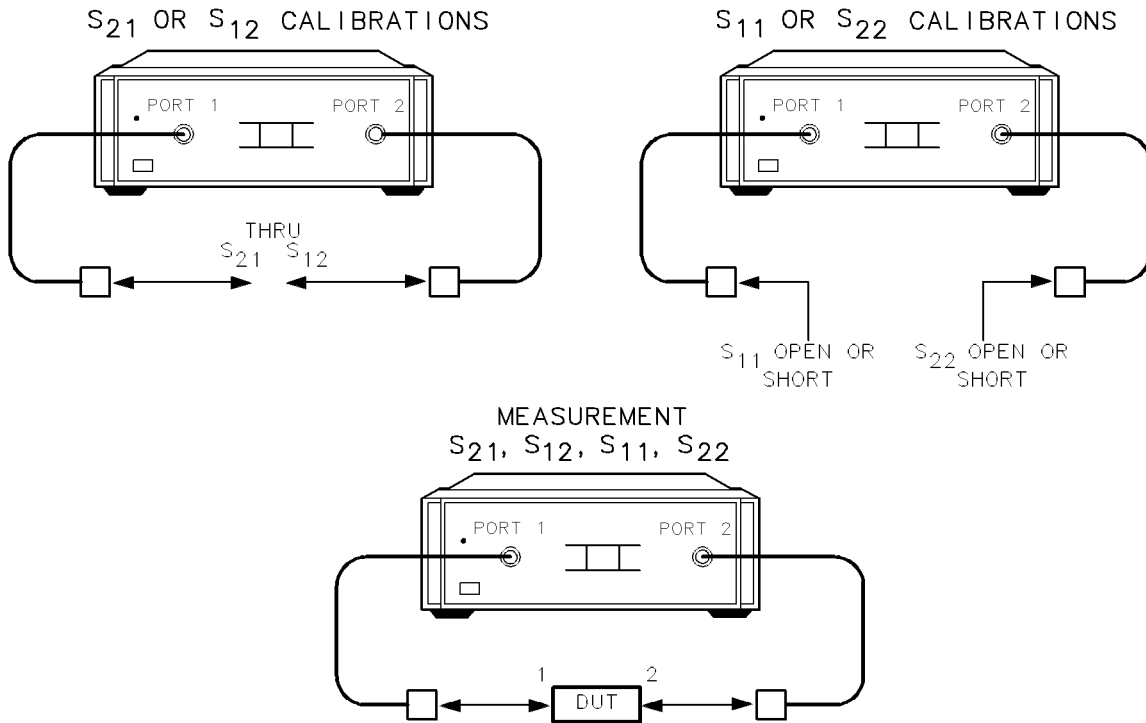 S21 OR S12 CALIBRATIONS
PORT 1
PORT 2
THRU
S21 S12
S11 OR S22 CALIBRATIONS
PORT 1
PORT 2
S11 OPEN OR
SHORT
S22 OPEN OR
SHORT
MEASUREMENT
S21, S12, S11, S22
PORT 1
PORT 2
1
DUT
2